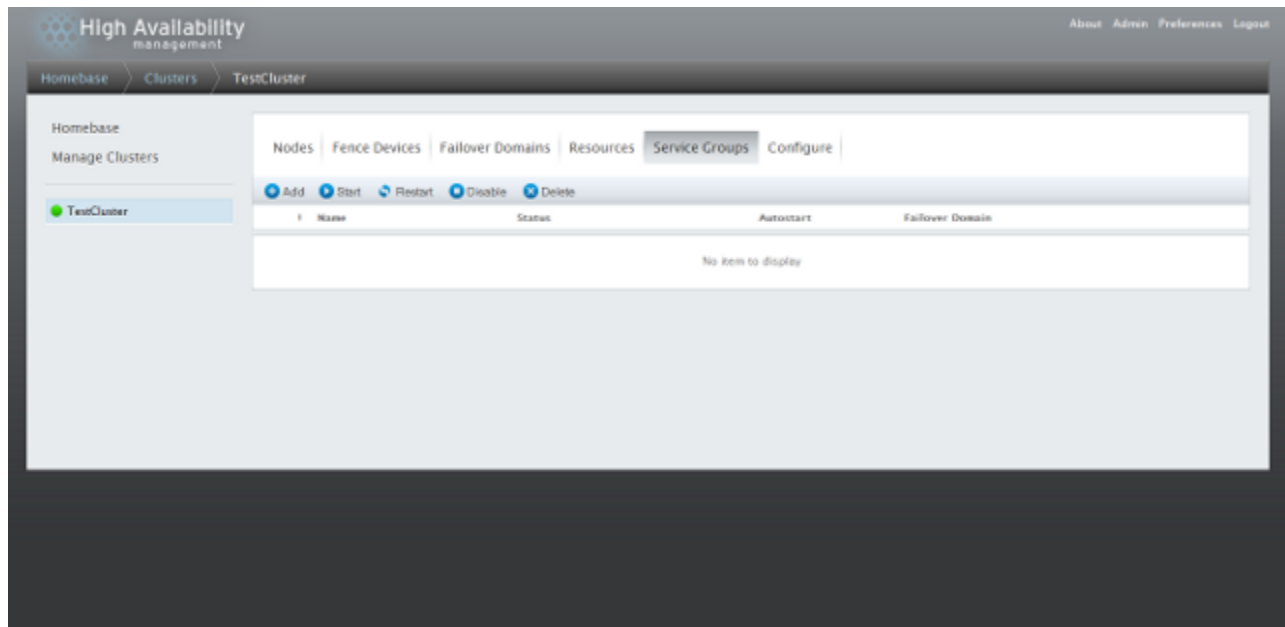 High Availability
management
About Admin Preferences Logout
Homebase Clusters TestCluster
Homebase
Manage Clusters
TestCluster
Nodes Fence Devices Failover Domains Resources Service Groups Configure
Add Start Restart Disable Delete
! Name Status Autostart Failover Domain
No item to display